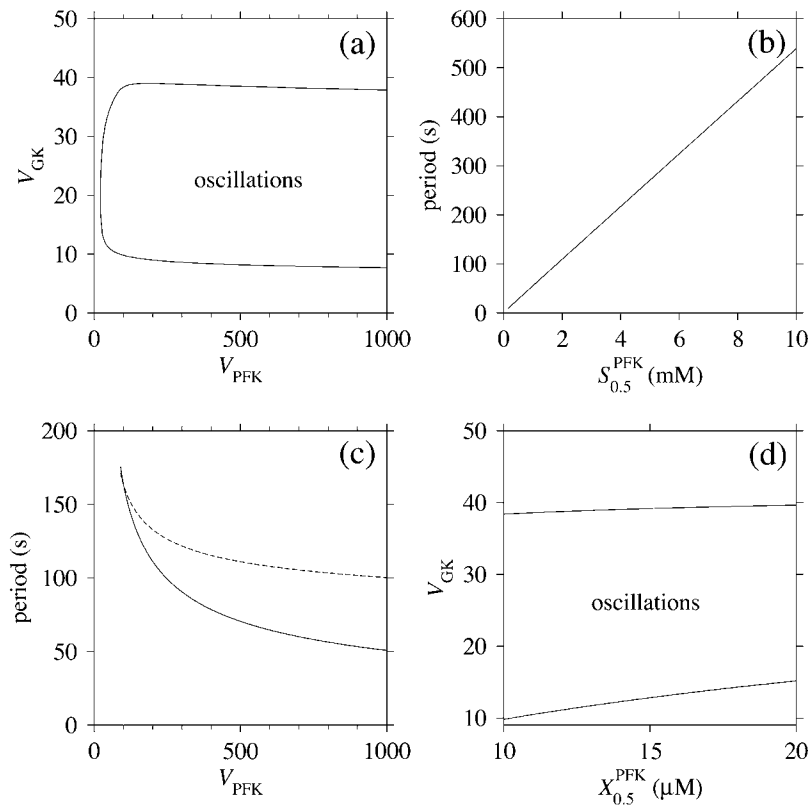 (a)
50
40
30
20
10
0
V_GK
oscillations
0 500 1000
V_PFK
(b)
600
500
400
300
200
100
0
period (s)
0 2 4 6 8 10
S_0.5^PFK (mM)
(c)
200
150
100
50
0
period (s)
0 500 1000
V_PFK
(d)
50
40
30
20
10
V_GK
oscillations
10 15 20
X_0.5^PFK (µM)